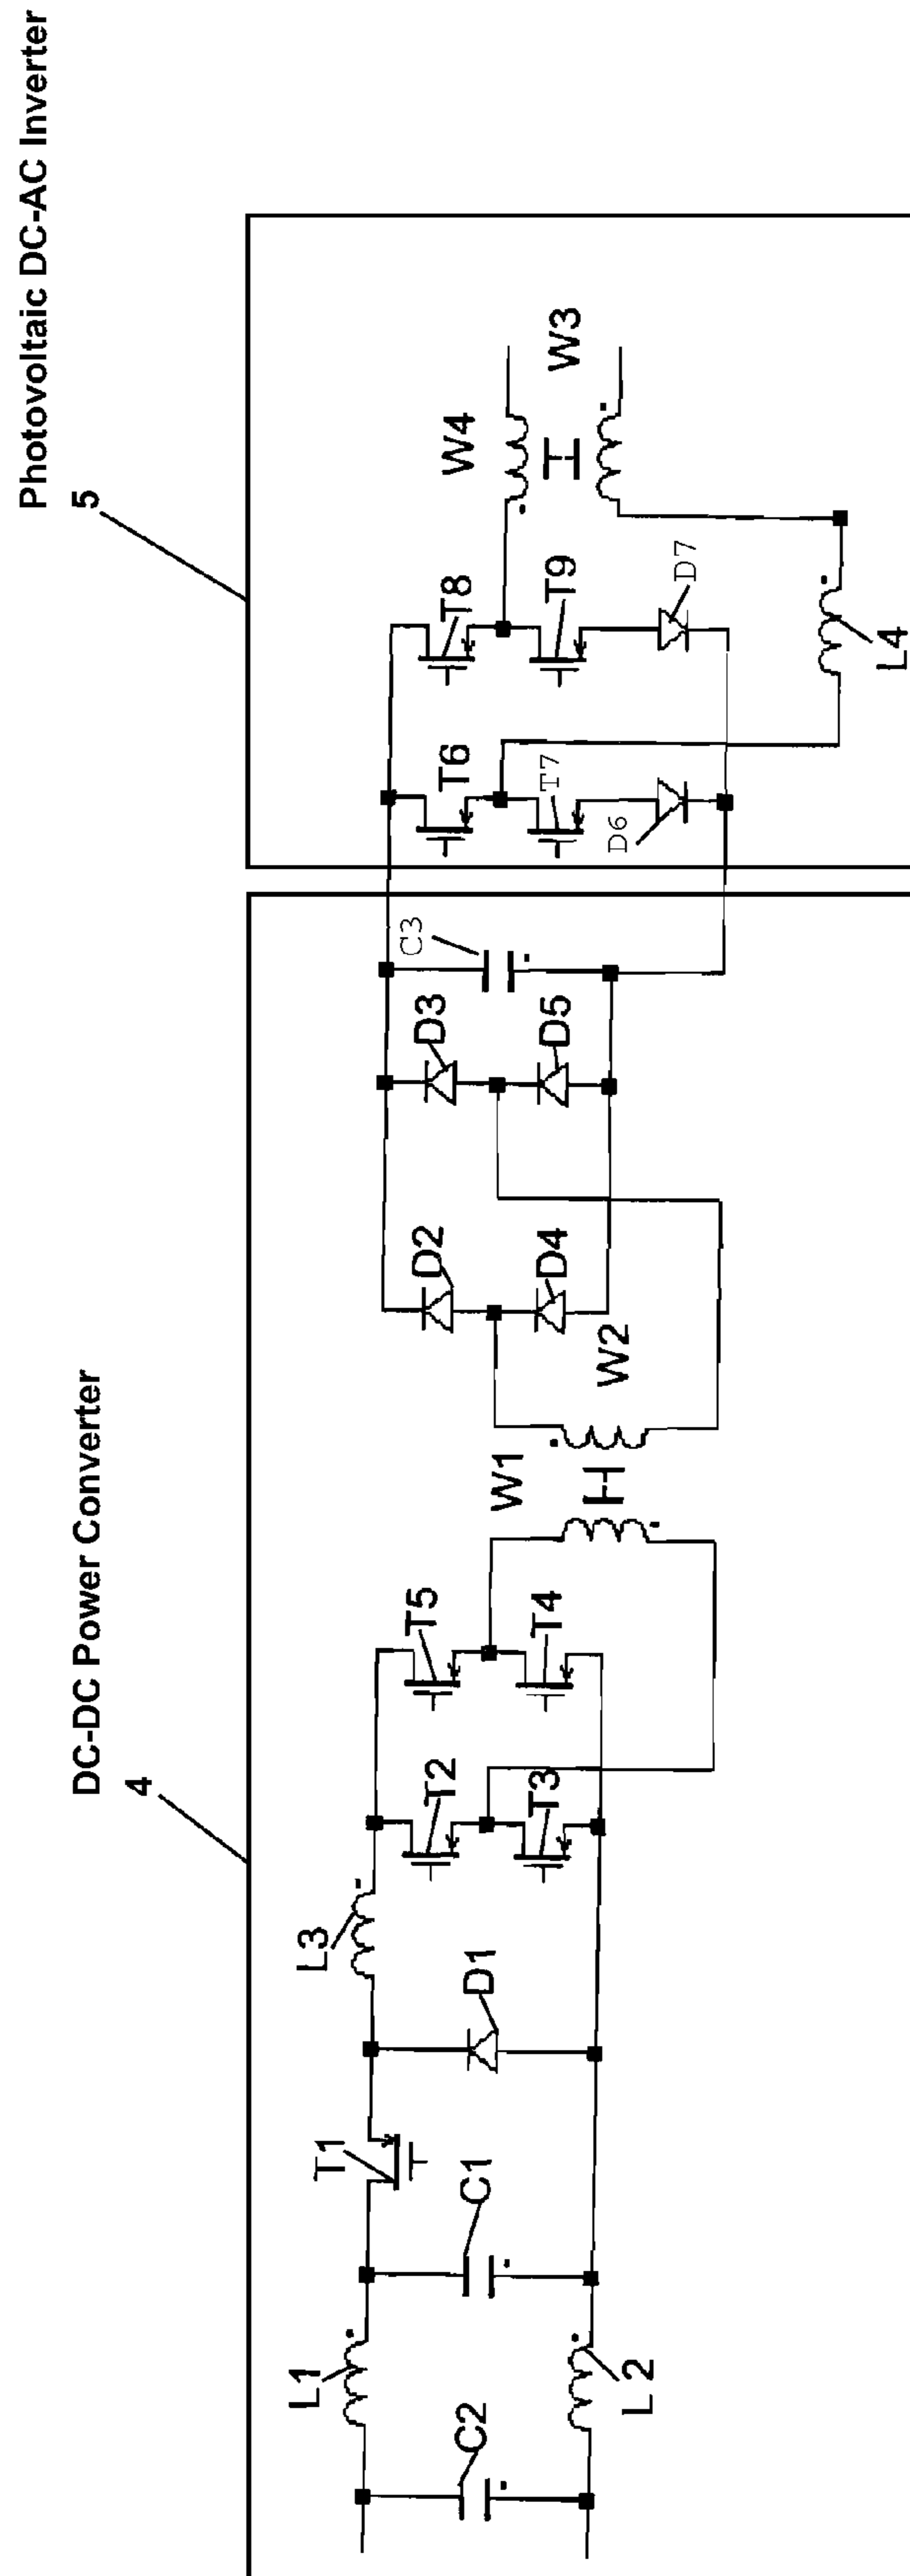 Photovoltaic DC-AC Inverter
5
DC-DC Power Converter
4
L1
C2
L 2
C1
T1
D1
L3
T2
T3
T5
T4
W1
W2
D2
D4
D3
D5
C3
T6
T7
D6
T8
T9
D7
W4
W3
L4